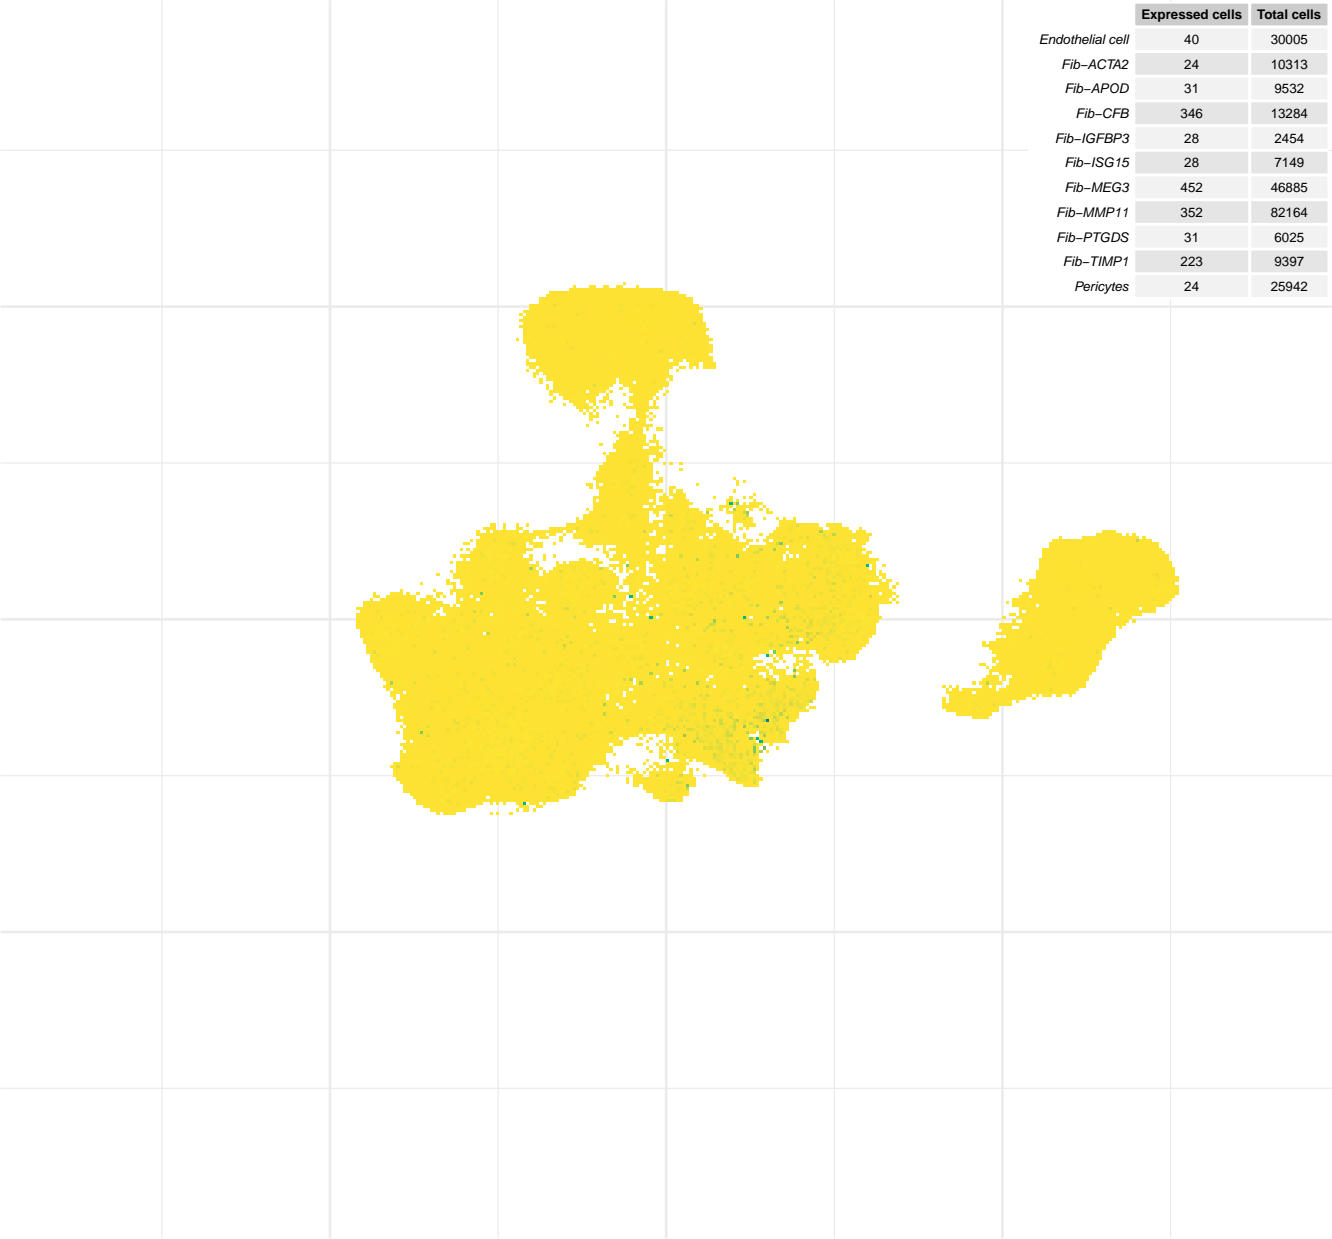 Expressed cells Total cells
Endothelial cell 40 30005
Fib−ACTA2 24 10313
Fib−APOD 31 9532
Fib−CFB 346 13284
Fib−IGFBP3 28 2454
Fib−ISG15 28 7149
Fib−MEG3 452 46885
Fib−MMP11 352 82164
Fib−PTGDS 31 6025
Fib−TIMP1 223 9397
Pericytes 24 25942